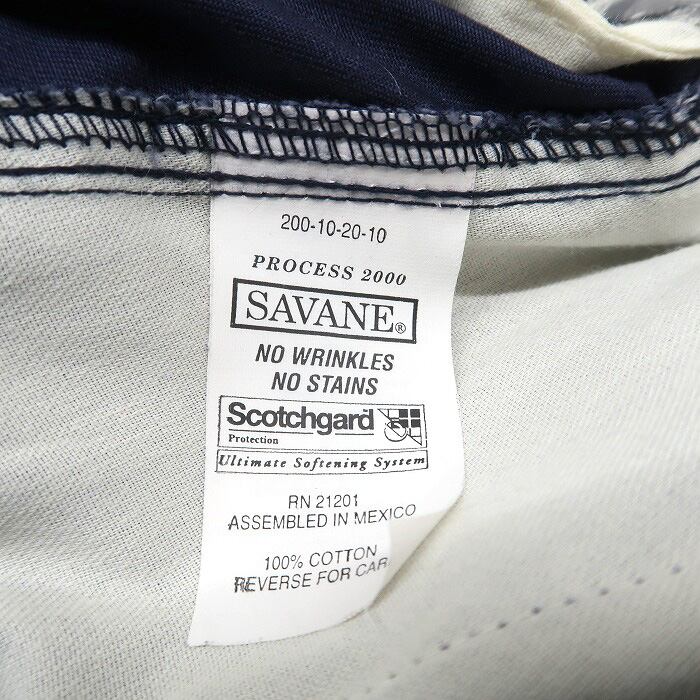 200-10-20-10
PROCESS 2000
SAVANE®
NO WRINKLES
NO STAINS
Scotchgard
Protection
Ultimate Softening System
RN 21201
ASSEMBLED IN MEXICO
100% COTTON
REVERSE FOR CAR